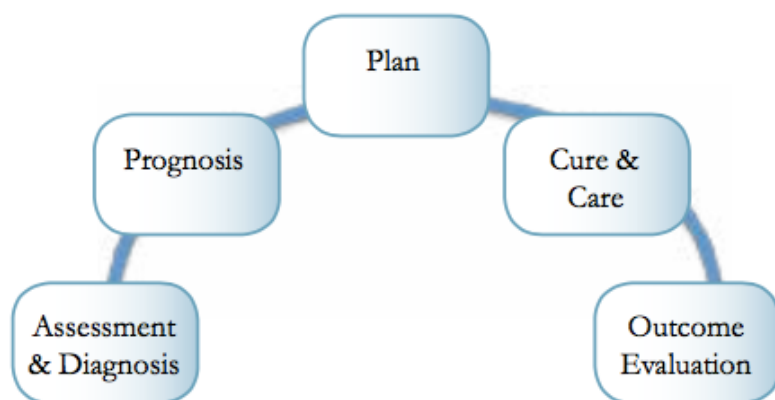 Plan
Prognosis
Cure &
Care
Assessment
& Diagnosis
Outcome
Evaluation